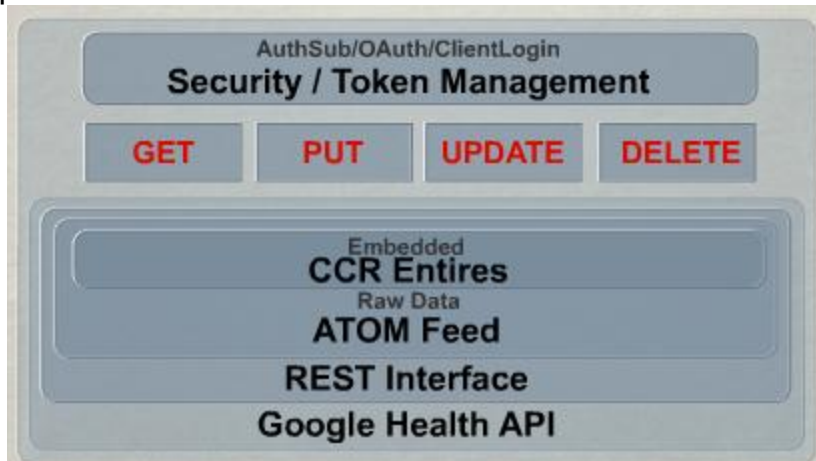 AuthSub/OAuth/ClientLogin
Security / Token Management
GET PUT UPDATE DELETE
Embedded
CCR Entires
Raw Data
ATOM Feed
REST Interface
Google Health API